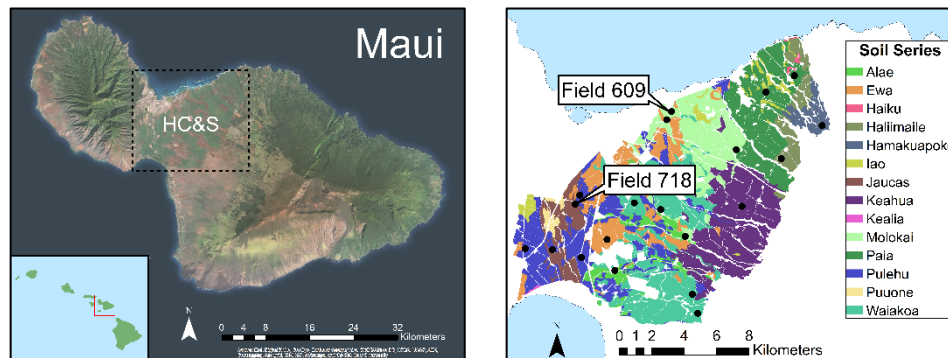 Maui
HC&S
N
0 4 8 16 24 32
Kilometers
Field 609
Field 718
Soil Series
Alae
Ewa
Haiku
Haliimaile
Hamakuapoko
Iao
Jaucas
Keahua
Kealia
Molokai
Paia
Pulehu
Puuone
Waiakoa
N
0 1 2 4 6 8
Kilometers